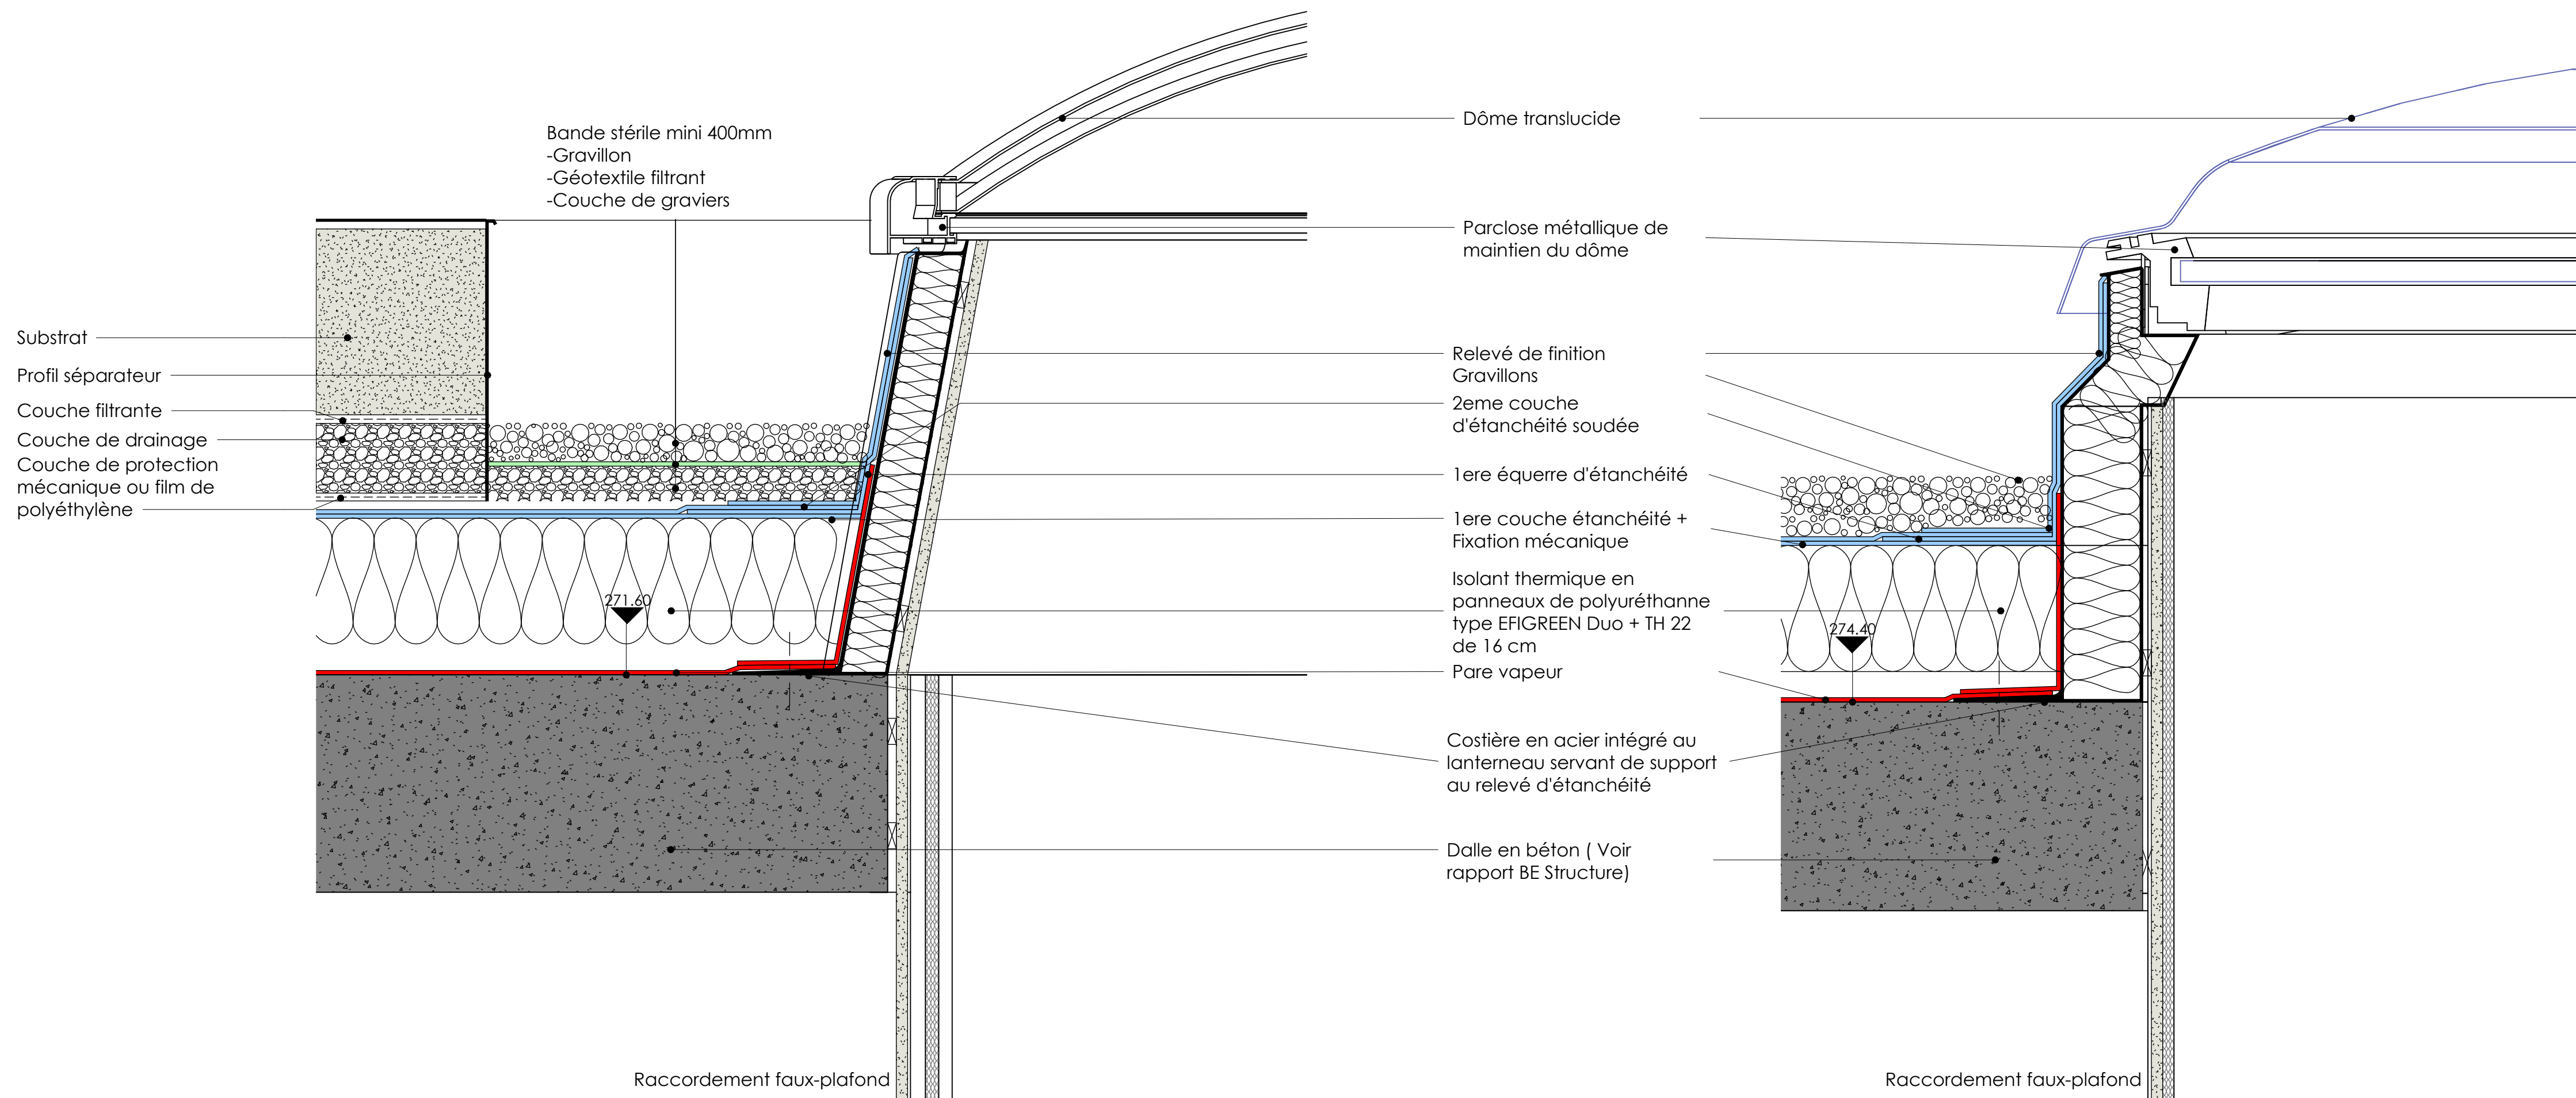 Bande stérile mini 400mm
-Gravillon
-Géotextile filtrant
-Couche de graviers
Substrat
Profil séparateur
Couche filtrante
Couche de drainage
Couche de protection
mécanique ou film de
polyéthylène
271.60
Raccordement faux-plafond
Dôme translucide
Parclose métallique de
maintien du dôme
Relevé de finition
Gravillons
2eme couche
d'étanchéité soudée
1ere équerre d'étanchéité
1ere couche étanchéité +
Fixation mécanique
Isolant thermique en
panneaux de polyuréthanne
type EFIGREEN Duo + TH 22
de 16 cm
Pare vapeur
Costière en acier intégré au
lanterneau servant de support
au relevé d'étanchéité
Dalle en béton ( Voir
rapport BE Structure)
274.40
Raccordement faux-plafond